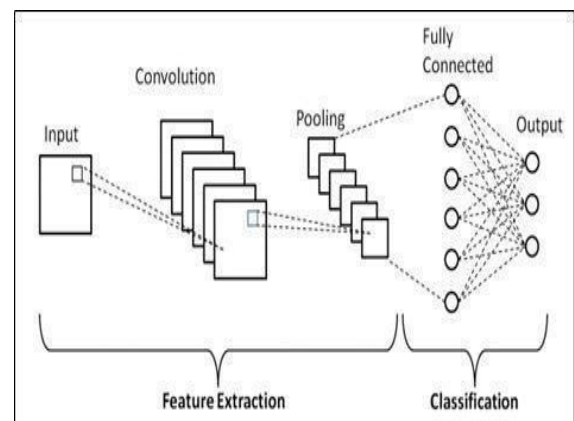 Fully
Connected
Convolution
Pooling
Input
Output
Feature Extraction
Classification